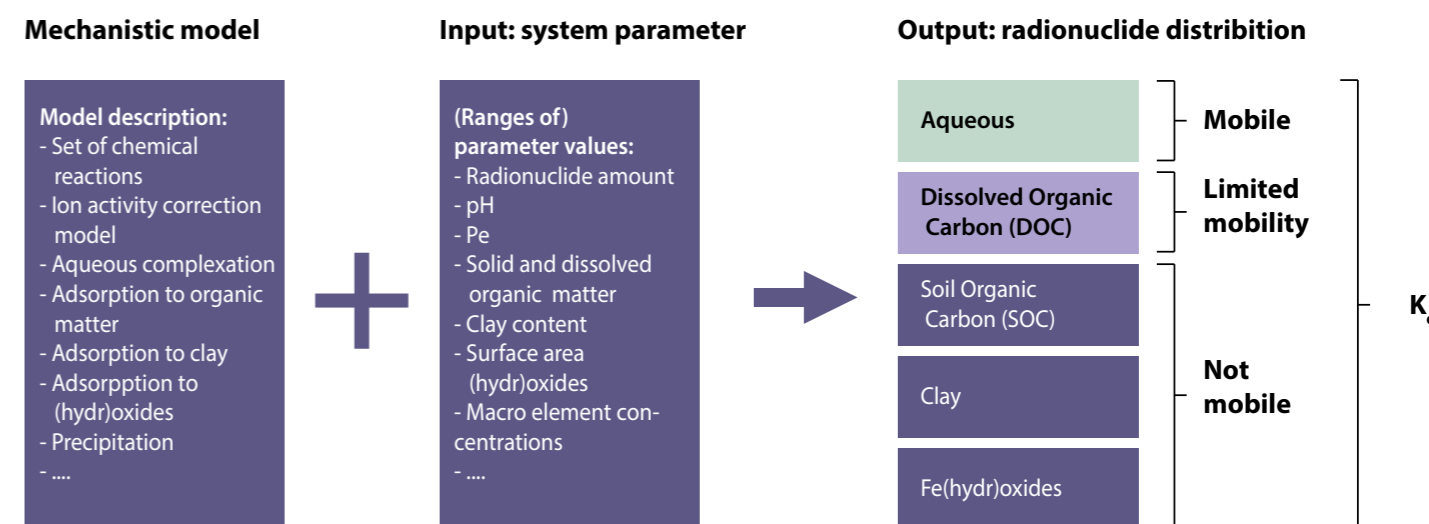 Mechanistic model
Input: system parameter
Output: radionuclide distribition
Model description:
- Set of chemical
reactions
- Ion activity correction
model
- Aqueous complexation
- Adsorption to organic
matter
- Adsorption to clay
- Adsorpption to
(hydr)oxides
- Precipitation
- ....
(Ranges of)
parameter values:
- Radionuclide amount
- pH
- Pe
- Solid and dissolved
organic matter
- Clay content
- Surface area
(hydr)oxides
- Macro element con-
centrations
- ....
Aqueous
Dissolved Organic
Carbon (DOC)
Soil Organic
Carbon (SOC)
Clay
Fe(hydr)oxides
Mobile
Limited
mobility
Not
mobile
K